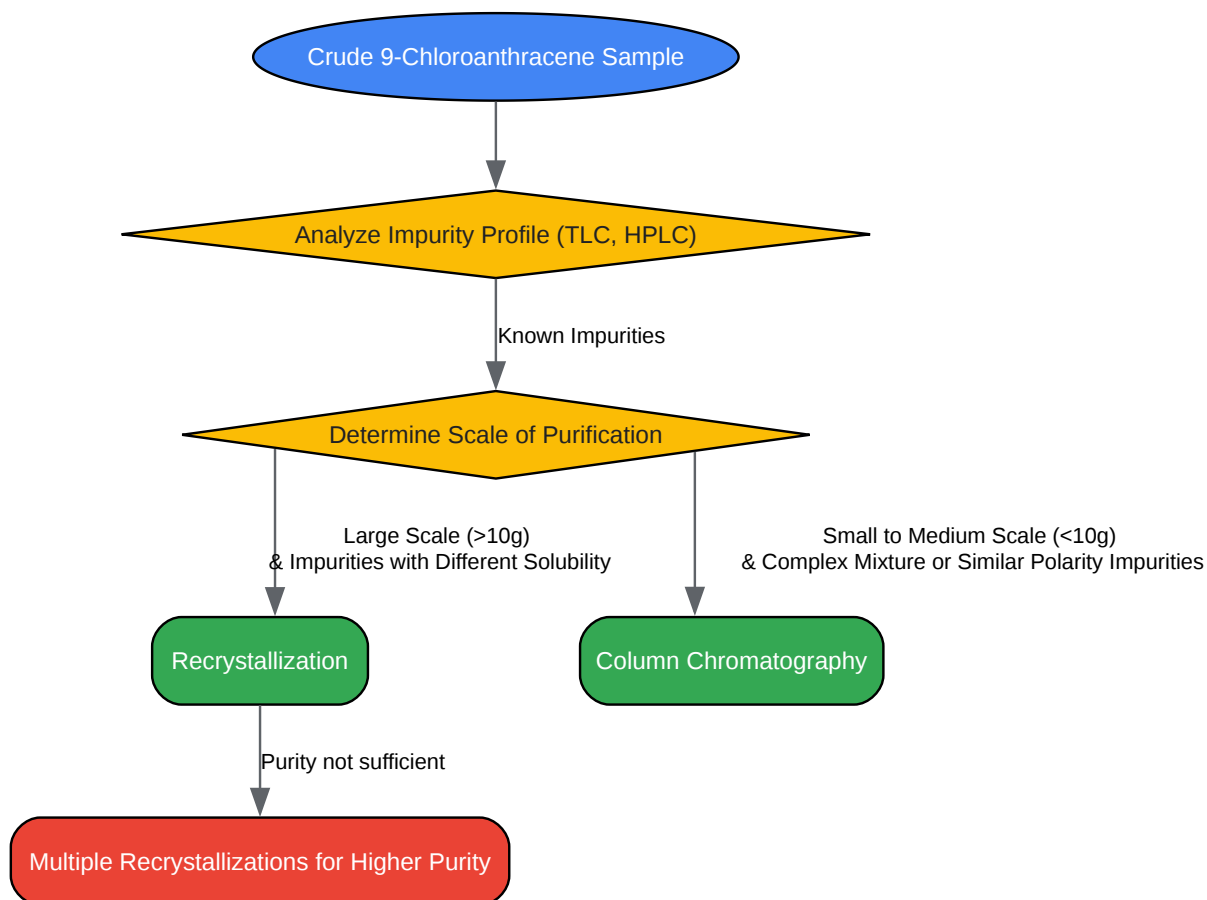 Crude 9-Chloroanthracene Sample
Analyze Impurity Profile (TLC, HPLC)
Known Impurities
Determine Scale of Purification
Large Scale (>10g)
& Impurities with Different Solubility
Small to Medium Scale (<10g)
& Complex Mixture or Similar Polarity Impurities
Recrystallization
Column Chromatography
Purity not sufficient
Multiple Recrystallizations for Higher Purity